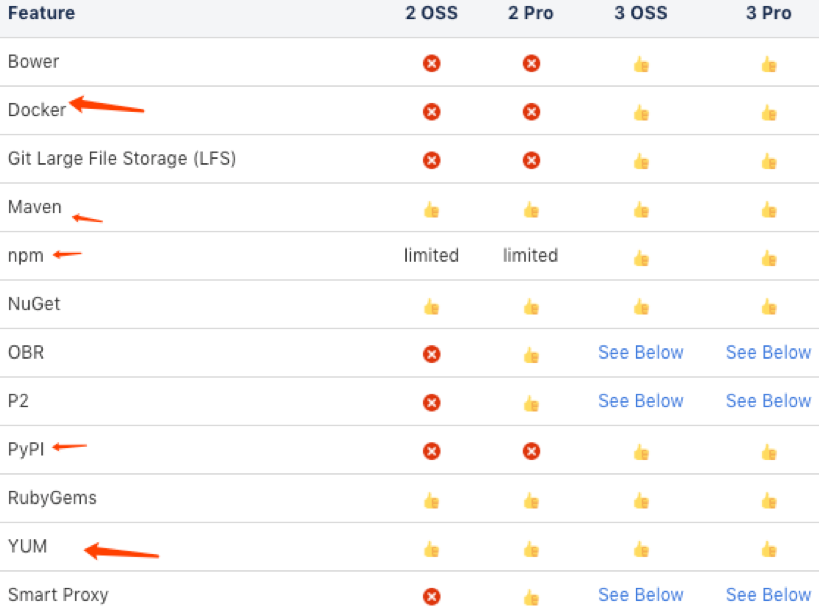 Feature 2 OSS 2 Pro 3 OSS 3 Pro
Bower
Docker
Git Large File Storage (LFS)
Maven
npm limited limited
NuGet
OBR See Below See Below
P2 See Below See Below
PyPI
RubyGems
YUM
Smart Proxy See Below See Below